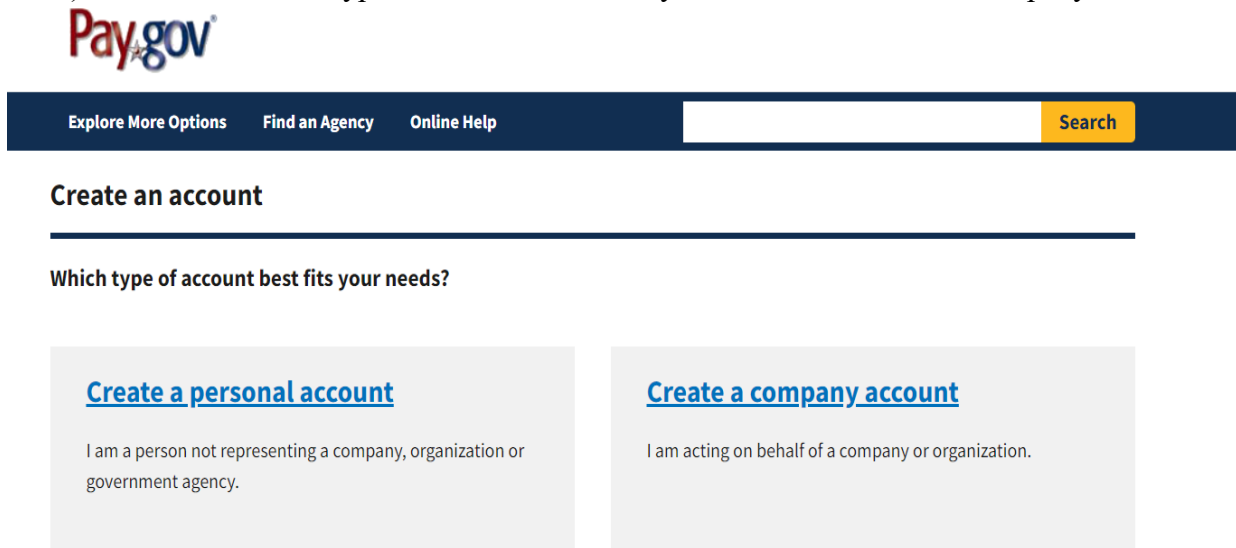 Pay.gov
Explore More Options Find an Agency Online Help Search
Create an account
Which type of account best fits your needs?
Create a personal account
I am a person not representing a company, organization or
government agency.
Create a company account
I am acting on behalf of a company or organization.